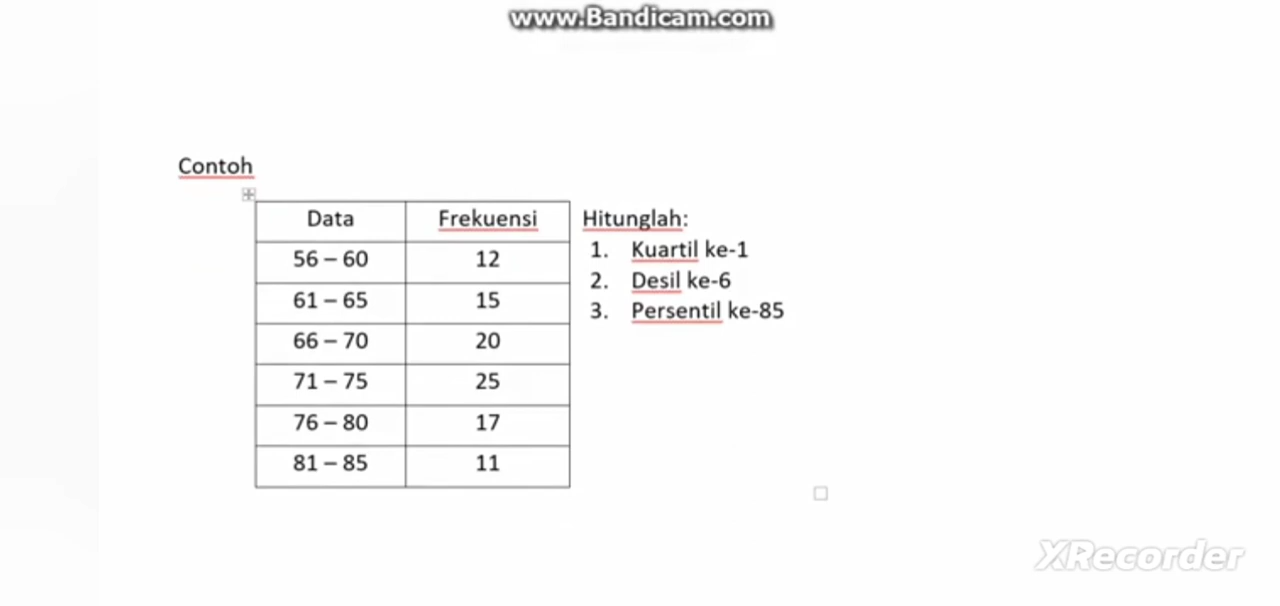 www.Bandicam.com
Contoh
Data Frekuensi
56 – 60 12
61 – 65 15
66 – 70 20
71 – 75 25
76 – 80 17
81 – 85 11
Hitunglah:
1. Kuartil ke-1
2. Desil ke-6
3. Persentil ke-85
XRecorder